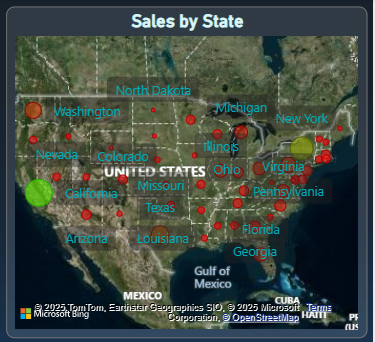 Sales by State
North Dakota
Washington
Michigan
New York
Nevada
Colorado
Illinois
Ohio
Virginia
UNITED STATES
California
Missouri
Pennsylvania
Texas
Arizona
Louisiana
Florida
Georgia
Gulf of
Mexico
MEXICO
CUBA
HAITI
PR
(US
Microsoft Bing
© 2025 TomTom, Earthstar Geographics SIO, © 2025 Microsoft Terms
Corporation, © OpenStreetMap